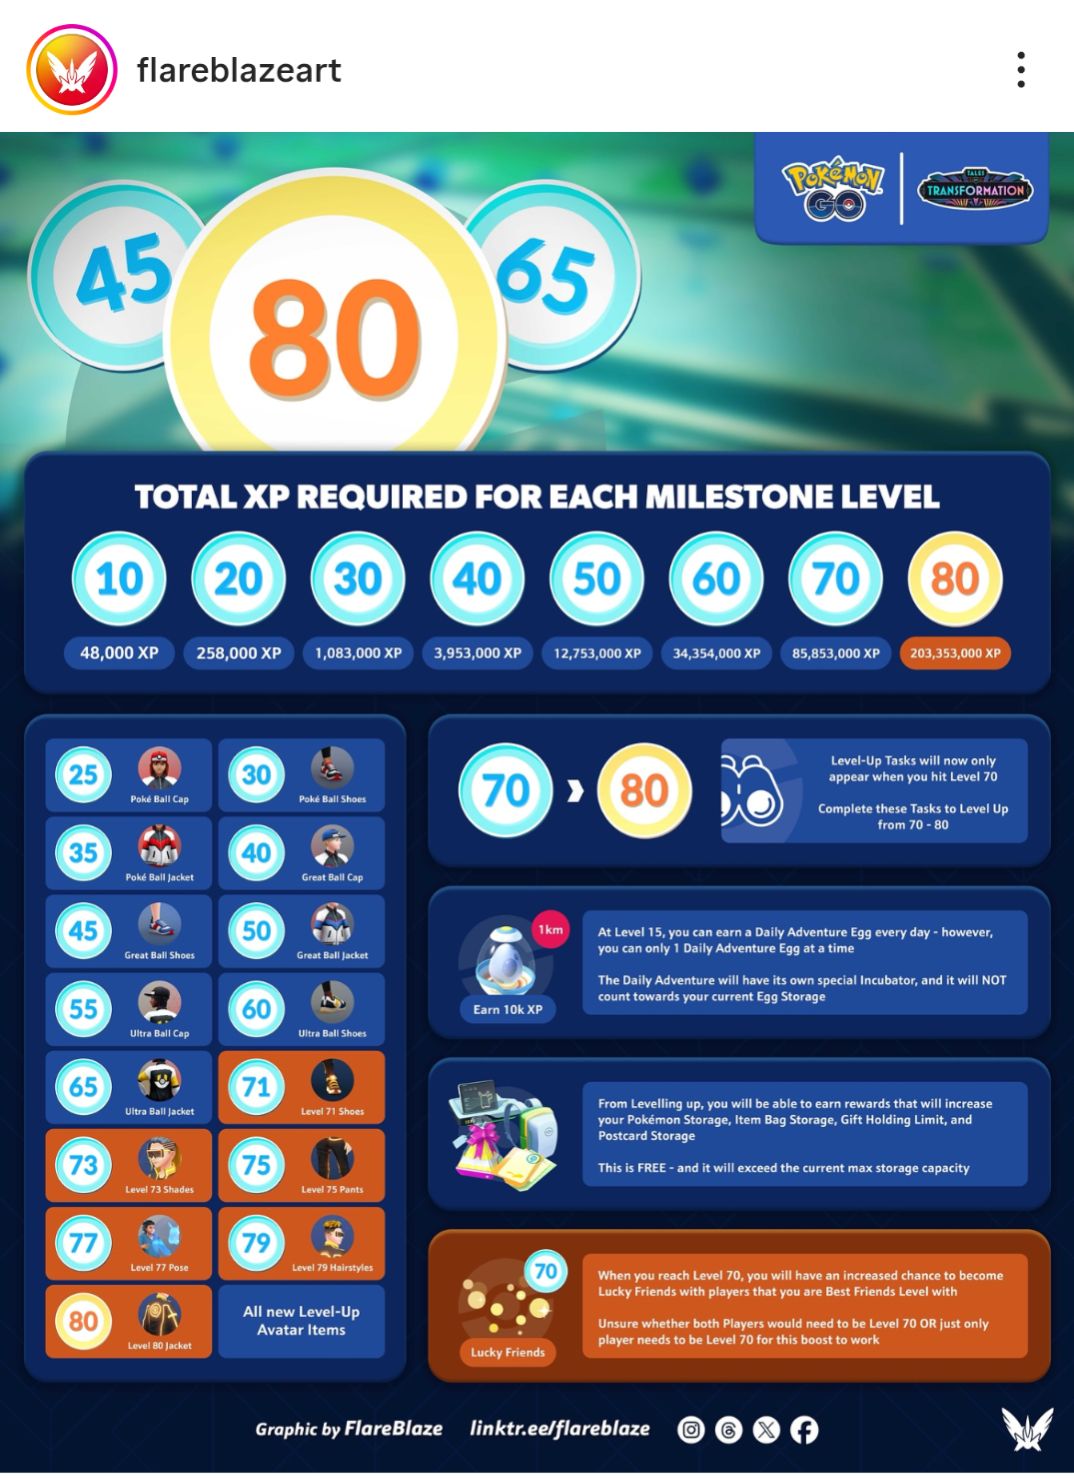 flareblazeart
POKÉMON
GO
TALES
TRANSFORMATION
45
80
65
TOTAL XP REQUIRED FOR EACH MILESTONE LEVEL
10
20
30
40
50
60
70
80
48,000 XP
258,000 XP
1,083,000 XP
3,953,000 XP
12,753,000 XP
34,354,000 XP
85,853,000 XP
203,353,000 XP
25
Poké Ball Cap
30
Poké Ball Shoes
35
Poké Ball Jacket
40
Great Ball Cap
45
Great Ball Shoes
50
Great Ball Jacket
55
Ultra Ball Cap
60
Ultra Ball Shoes
65
Ultra Ball Jacket
71
Level 71 Shoes
73
Level 73 Shades
75
Level 75 Pants
77
Level 77 Pose
79
Level 79 Hairstyles
80
Level 80 Jacket
All new Level-Up
Avatar Items
70
80
Level-Up Tasks will now only
appear when you hit Level 70
Complete these Tasks to Level Up
from 70 - 80
1km
Earn 10k XP
At Level 15, you can earn a Daily Adventure Egg every day - however,
you can only 1 Daily Adventure Egg at a time
The Daily Adventure will have its own special Incubator, and it will NOT
count towards your current Egg Storage
From Levelling up, you will be able to earn rewards that will increase
your Pokémon Storage, Item Bag Storage, Gift Holding Limit, and
Postcard Storage
This is FREE - and it will exceed the current max storage capacity
70
Lucky Friends
When you reach Level 70, you will have an increased chance to become
Lucky Friends with players that you are Best Friends Level with
Unsure whether both Players would need to be Level 70 OR just only
player needs to be Level 70 for this boost to work
Graphic by FlareBlaze
linktr.ee/flareblaze